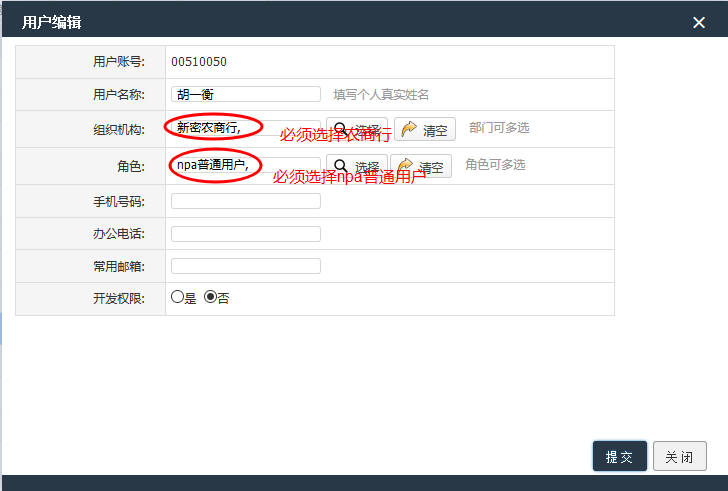 用户编辑
用户账号: 00510050
用户名称: 胡一衡 填写个人真实姓名
组织机构: 新密农商行, 选择 清空 部门可多选
必须选择农商行
角色: npa普通用户, 选择 清空 角色可多选
必须选择npa普通用户
手机号码:
办公电话:
常用邮箱:
开发权限: 是 否
提交 关闭